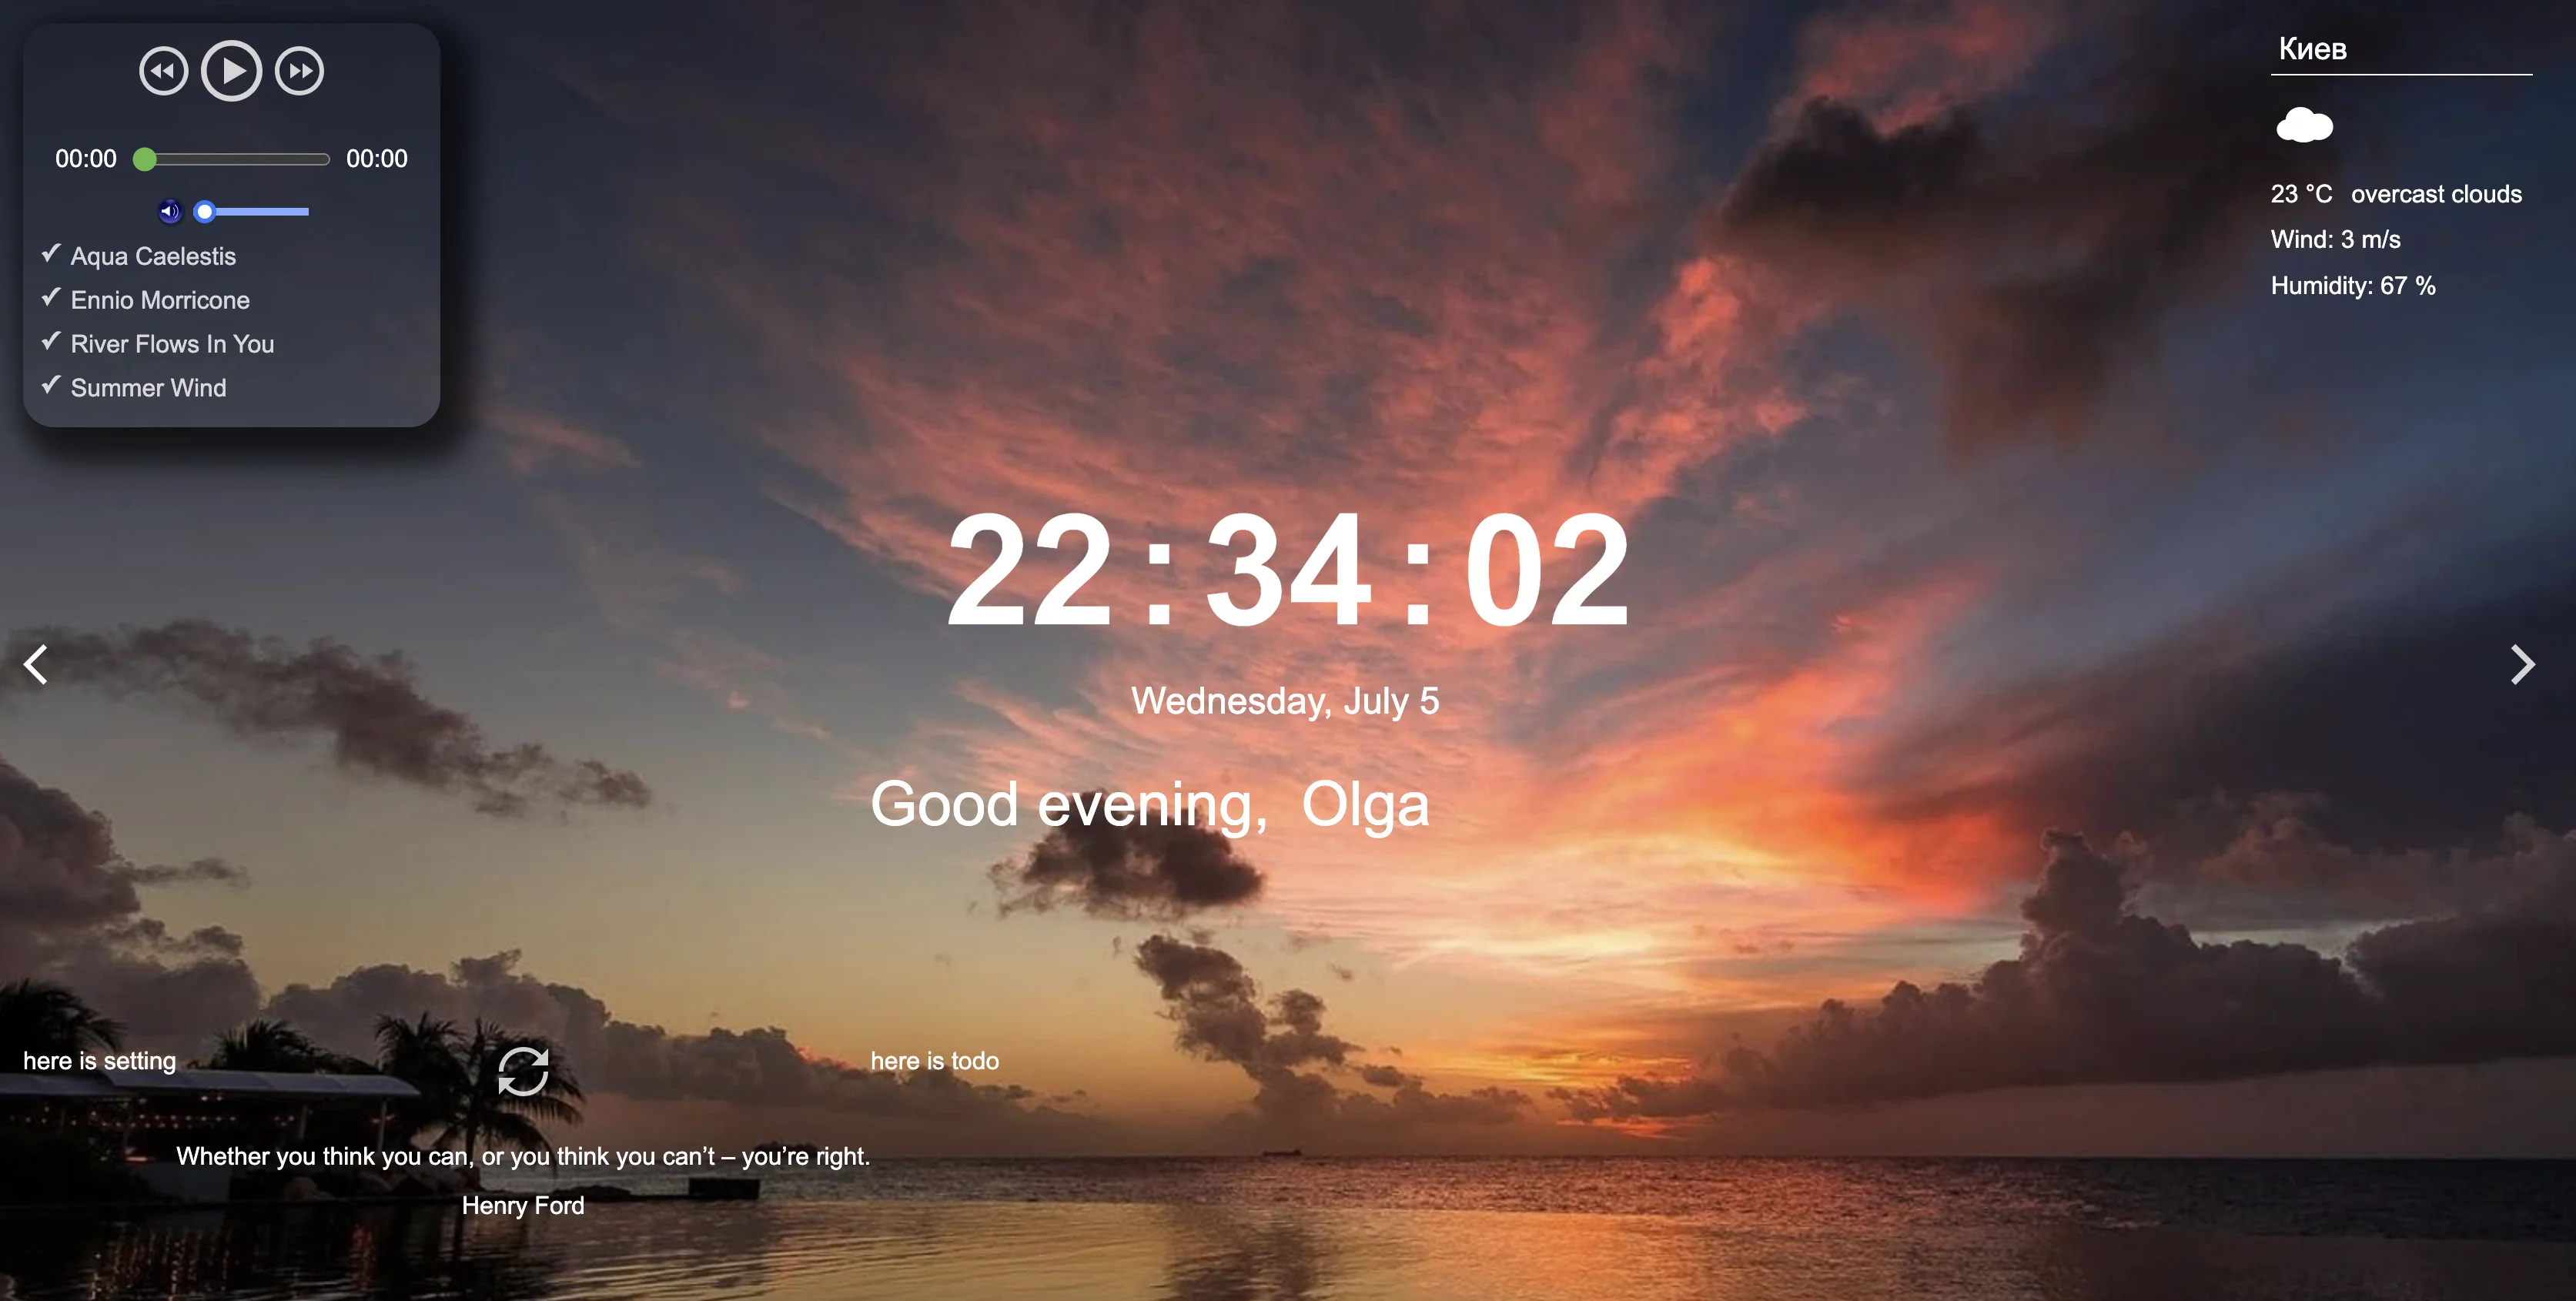 00:00 00:00
Aqua Caelestis
Ennio Morricone
River Flows In You
Summer Wind
Киев
23 °C overcast clouds
Wind: 3 m/s
Humidity: 67 %
22:34:02
Wednesday, July 5
Good evening, Olga
here is setting
here is todo
Whether you think you can, or you think you can’t – you’re right.
Henry Ford